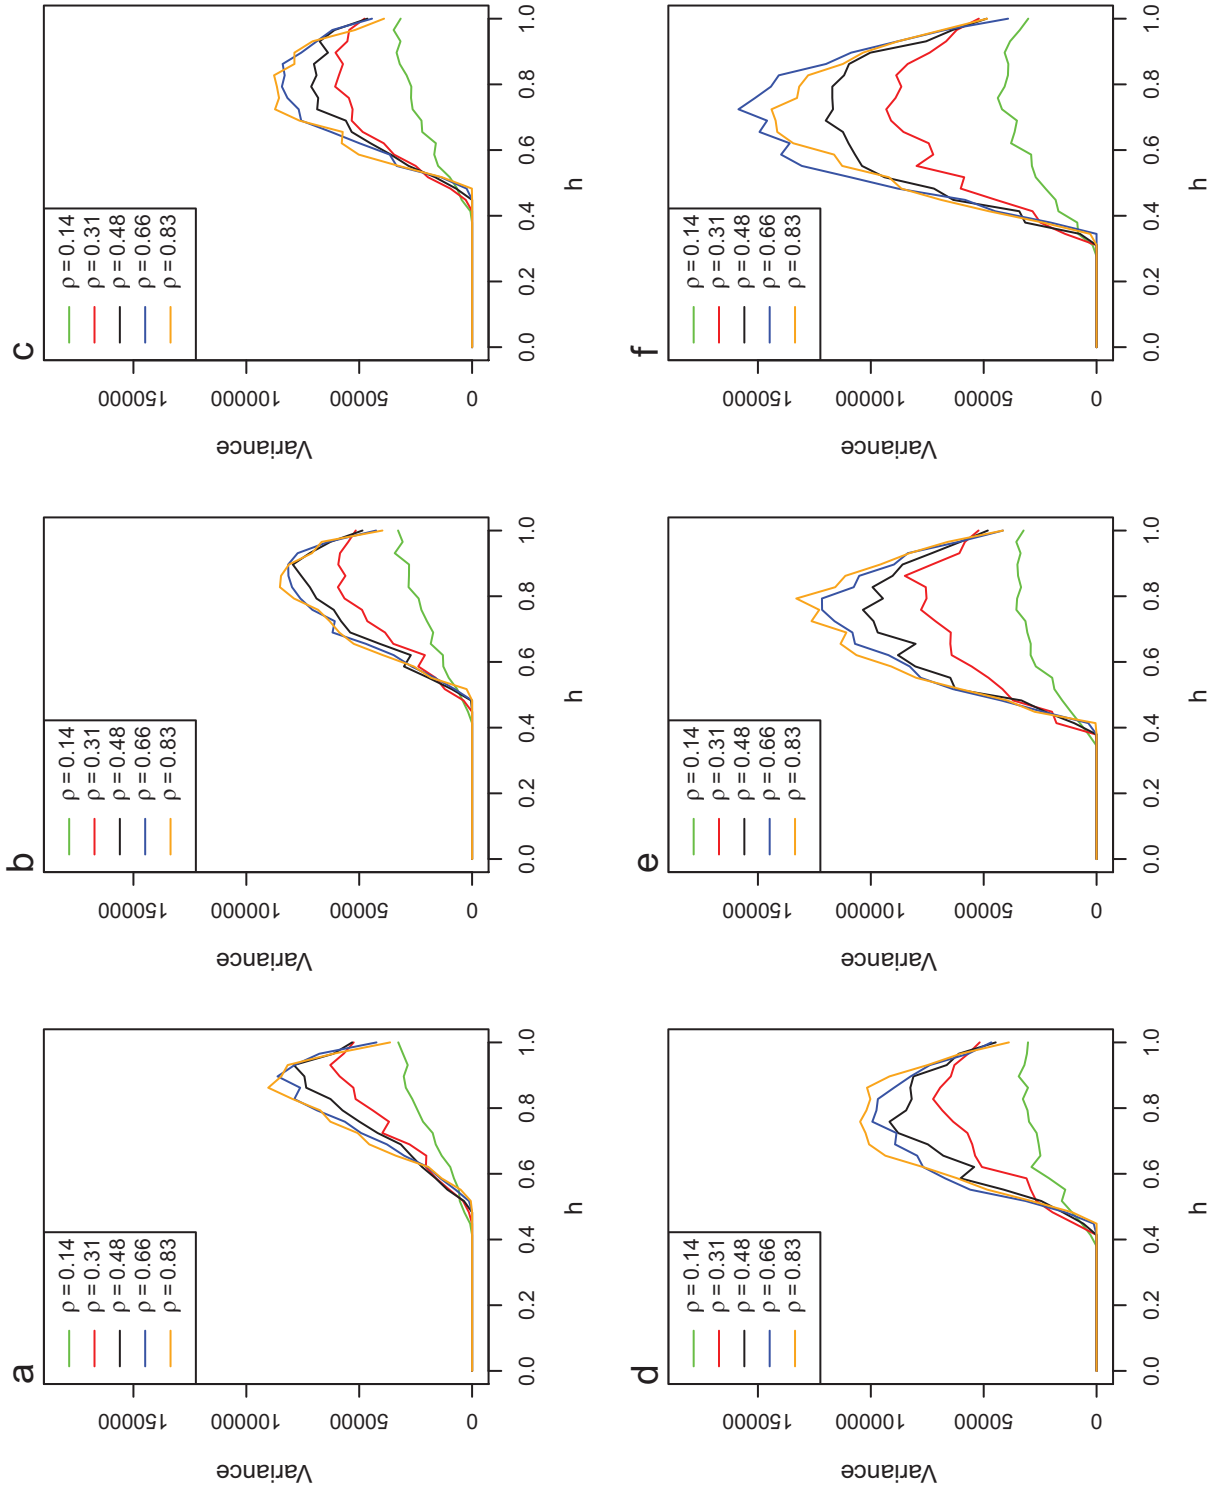 a
ρ = 0.14
ρ = 0.31
ρ = 0.48
ρ = 0.66
ρ = 0.83
Variance
0 50000 100000 150000
0.0 0.2 0.4 0.6 0.8 1.0
h
b
ρ = 0.14
ρ = 0.31
ρ = 0.48
ρ = 0.66
ρ = 0.83
Variance
0 50000 100000 150000
0.0 0.2 0.4 0.6 0.8 1.0
h
c
ρ = 0.14
ρ = 0.31
ρ = 0.48
ρ = 0.66
ρ = 0.83
Variance
0 50000 100000 150000
0.0 0.2 0.4 0.6 0.8 1.0
h
d
ρ = 0.14
ρ = 0.31
ρ = 0.48
ρ = 0.66
ρ = 0.83
Variance
0 50000 100000 150000
0.0 0.2 0.4 0.6 0.8 1.0
h
e
ρ = 0.14
ρ = 0.31
ρ = 0.48
ρ = 0.66
ρ = 0.83
Variance
0 50000 100000 150000
0.0 0.2 0.4 0.6 0.8 1.0
h
f
ρ = 0.14
ρ = 0.31
ρ = 0.48
ρ = 0.66
ρ = 0.83
Variance
0 50000 100000 150000
0.0 0.2 0.4 0.6 0.8 1.0
h